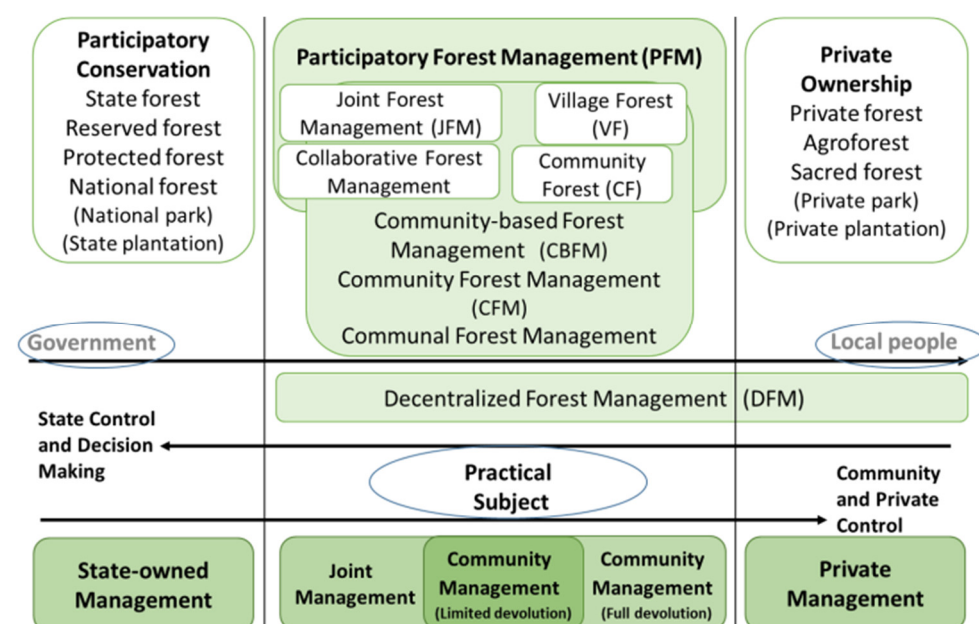 Participatory
Conservation
State forest
Reserved forest
Protected forest
National forest
(National park)
(State plantation)
Participatory Forest Management (PFM)
Joint Forest
Management (JFM)
Village Forest
(VF)
Collaborative Forest
Management
Community
Forest (CF)
Community-based Forest
Management (CBFM)
Community Forest Management
(CFM)
Communal Forest Management
Private
Ownership
Private forest
Agroforest
Sacred forest
(Private park)
(Private plantation)
Government
Local people
Decentralized Forest Management (DFM)
State Control
and Decision
Making
Practical
Subject
Community
and Private
Control
State-owned
Management
Joint
Management
Community
Management
(Limited devolution)
Community
Management
(Full devolution)
Private
Management